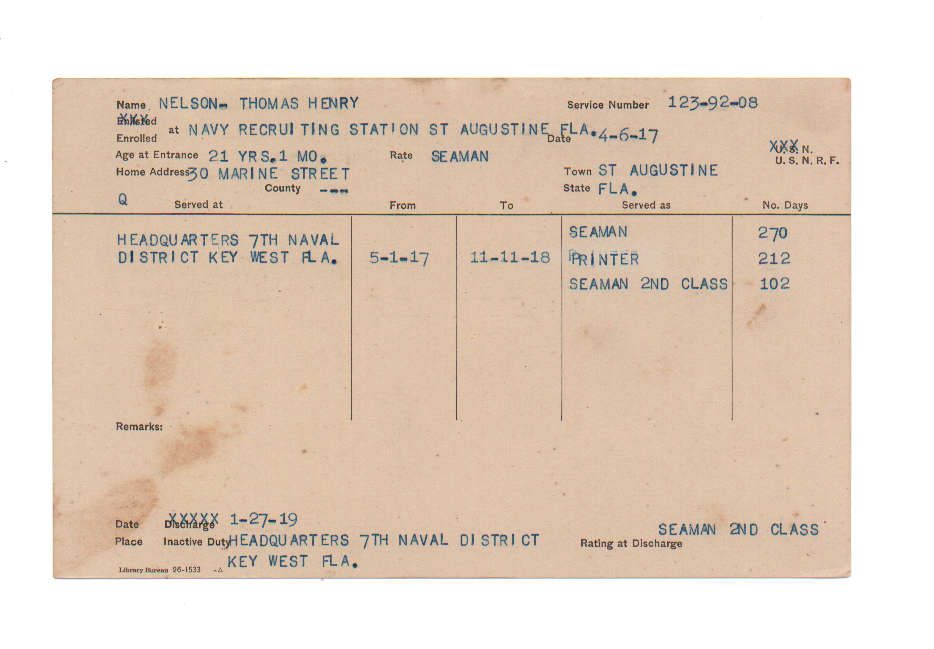 Name NELSON- THOMAS HENRY Service Number 123-92-08
Enlisted
Enrolled at NAVY RECRUITING STATION ST AUGUSTINE FLA. Date 4-6-17
Age at Entrance 21 YRS.1 MO. Rate SEAMAN U.S.N.
U. S. N. R. F.
Home Address 30 MARINE STREET Town ST AUGUSTINE
County --- State FLA.
Q Served at From To Served as No. Days
HEADQUARTERS 7TH NAVAL SEAMAN 270
DISTRICT KEY WEST FLA. 5-1-17 11-11-18 PRINTER 212
SEAMAN 2ND CLASS 102
Remarks:
Date Discharge 1-27-19
Place Inactive Duty HEADQUARTERS 7TH NAVAL DISTRICT Rating at Discharge SEAMAN 2ND CLASS
KEY WEST FLA.
Library Bureau 26-1533